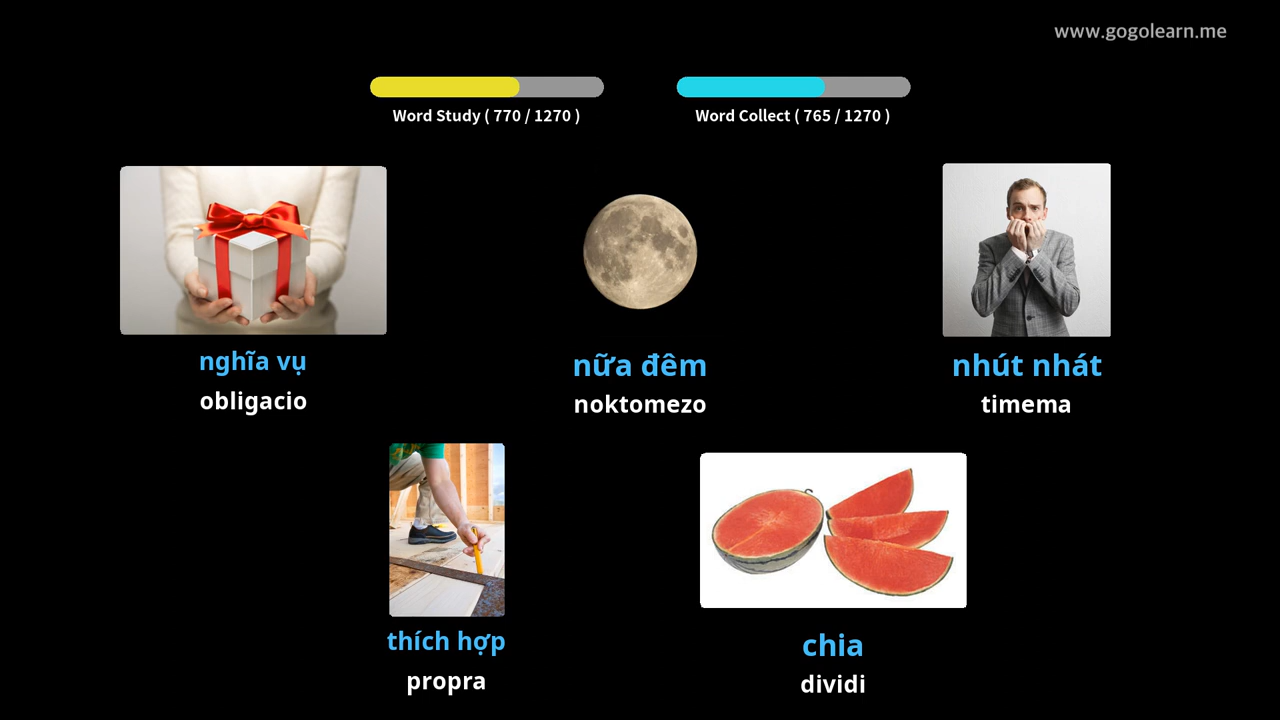 www.gogolearn.me
Word Study ( 770 / 1270 )
Word Collect ( 765 / 1270 )
nghĩa vụ
obligacio
nữa đêm
noktomezo
nhút nhát
timema
thích hợp
propra
chia
dividi